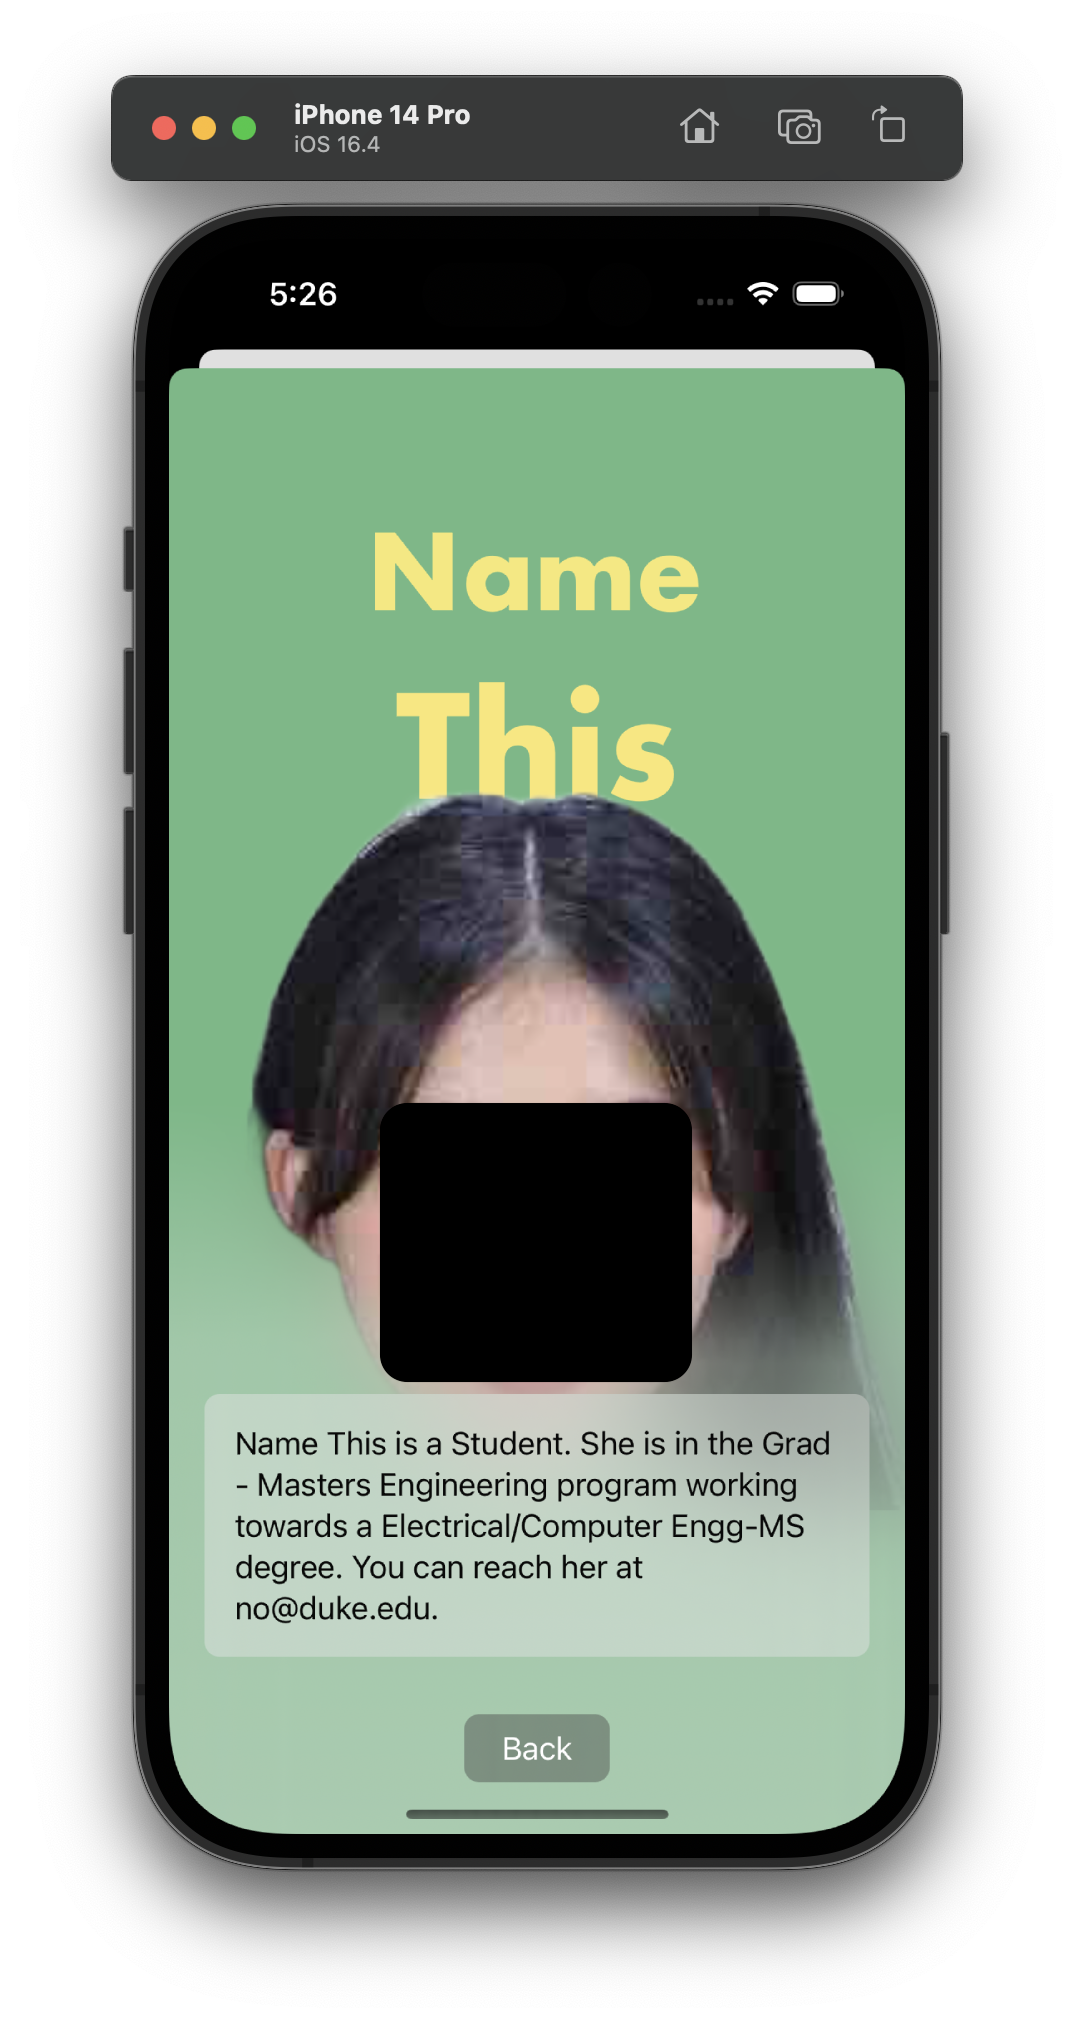 iPhone 14 Pro
iOS 16.4
5:26
Name
This
Name This is a Student. She is in the Grad
- Masters Engineering program working
towards a Electrical/Computer Engg-MS
degree. You can reach her at
no@duke.edu.
Back